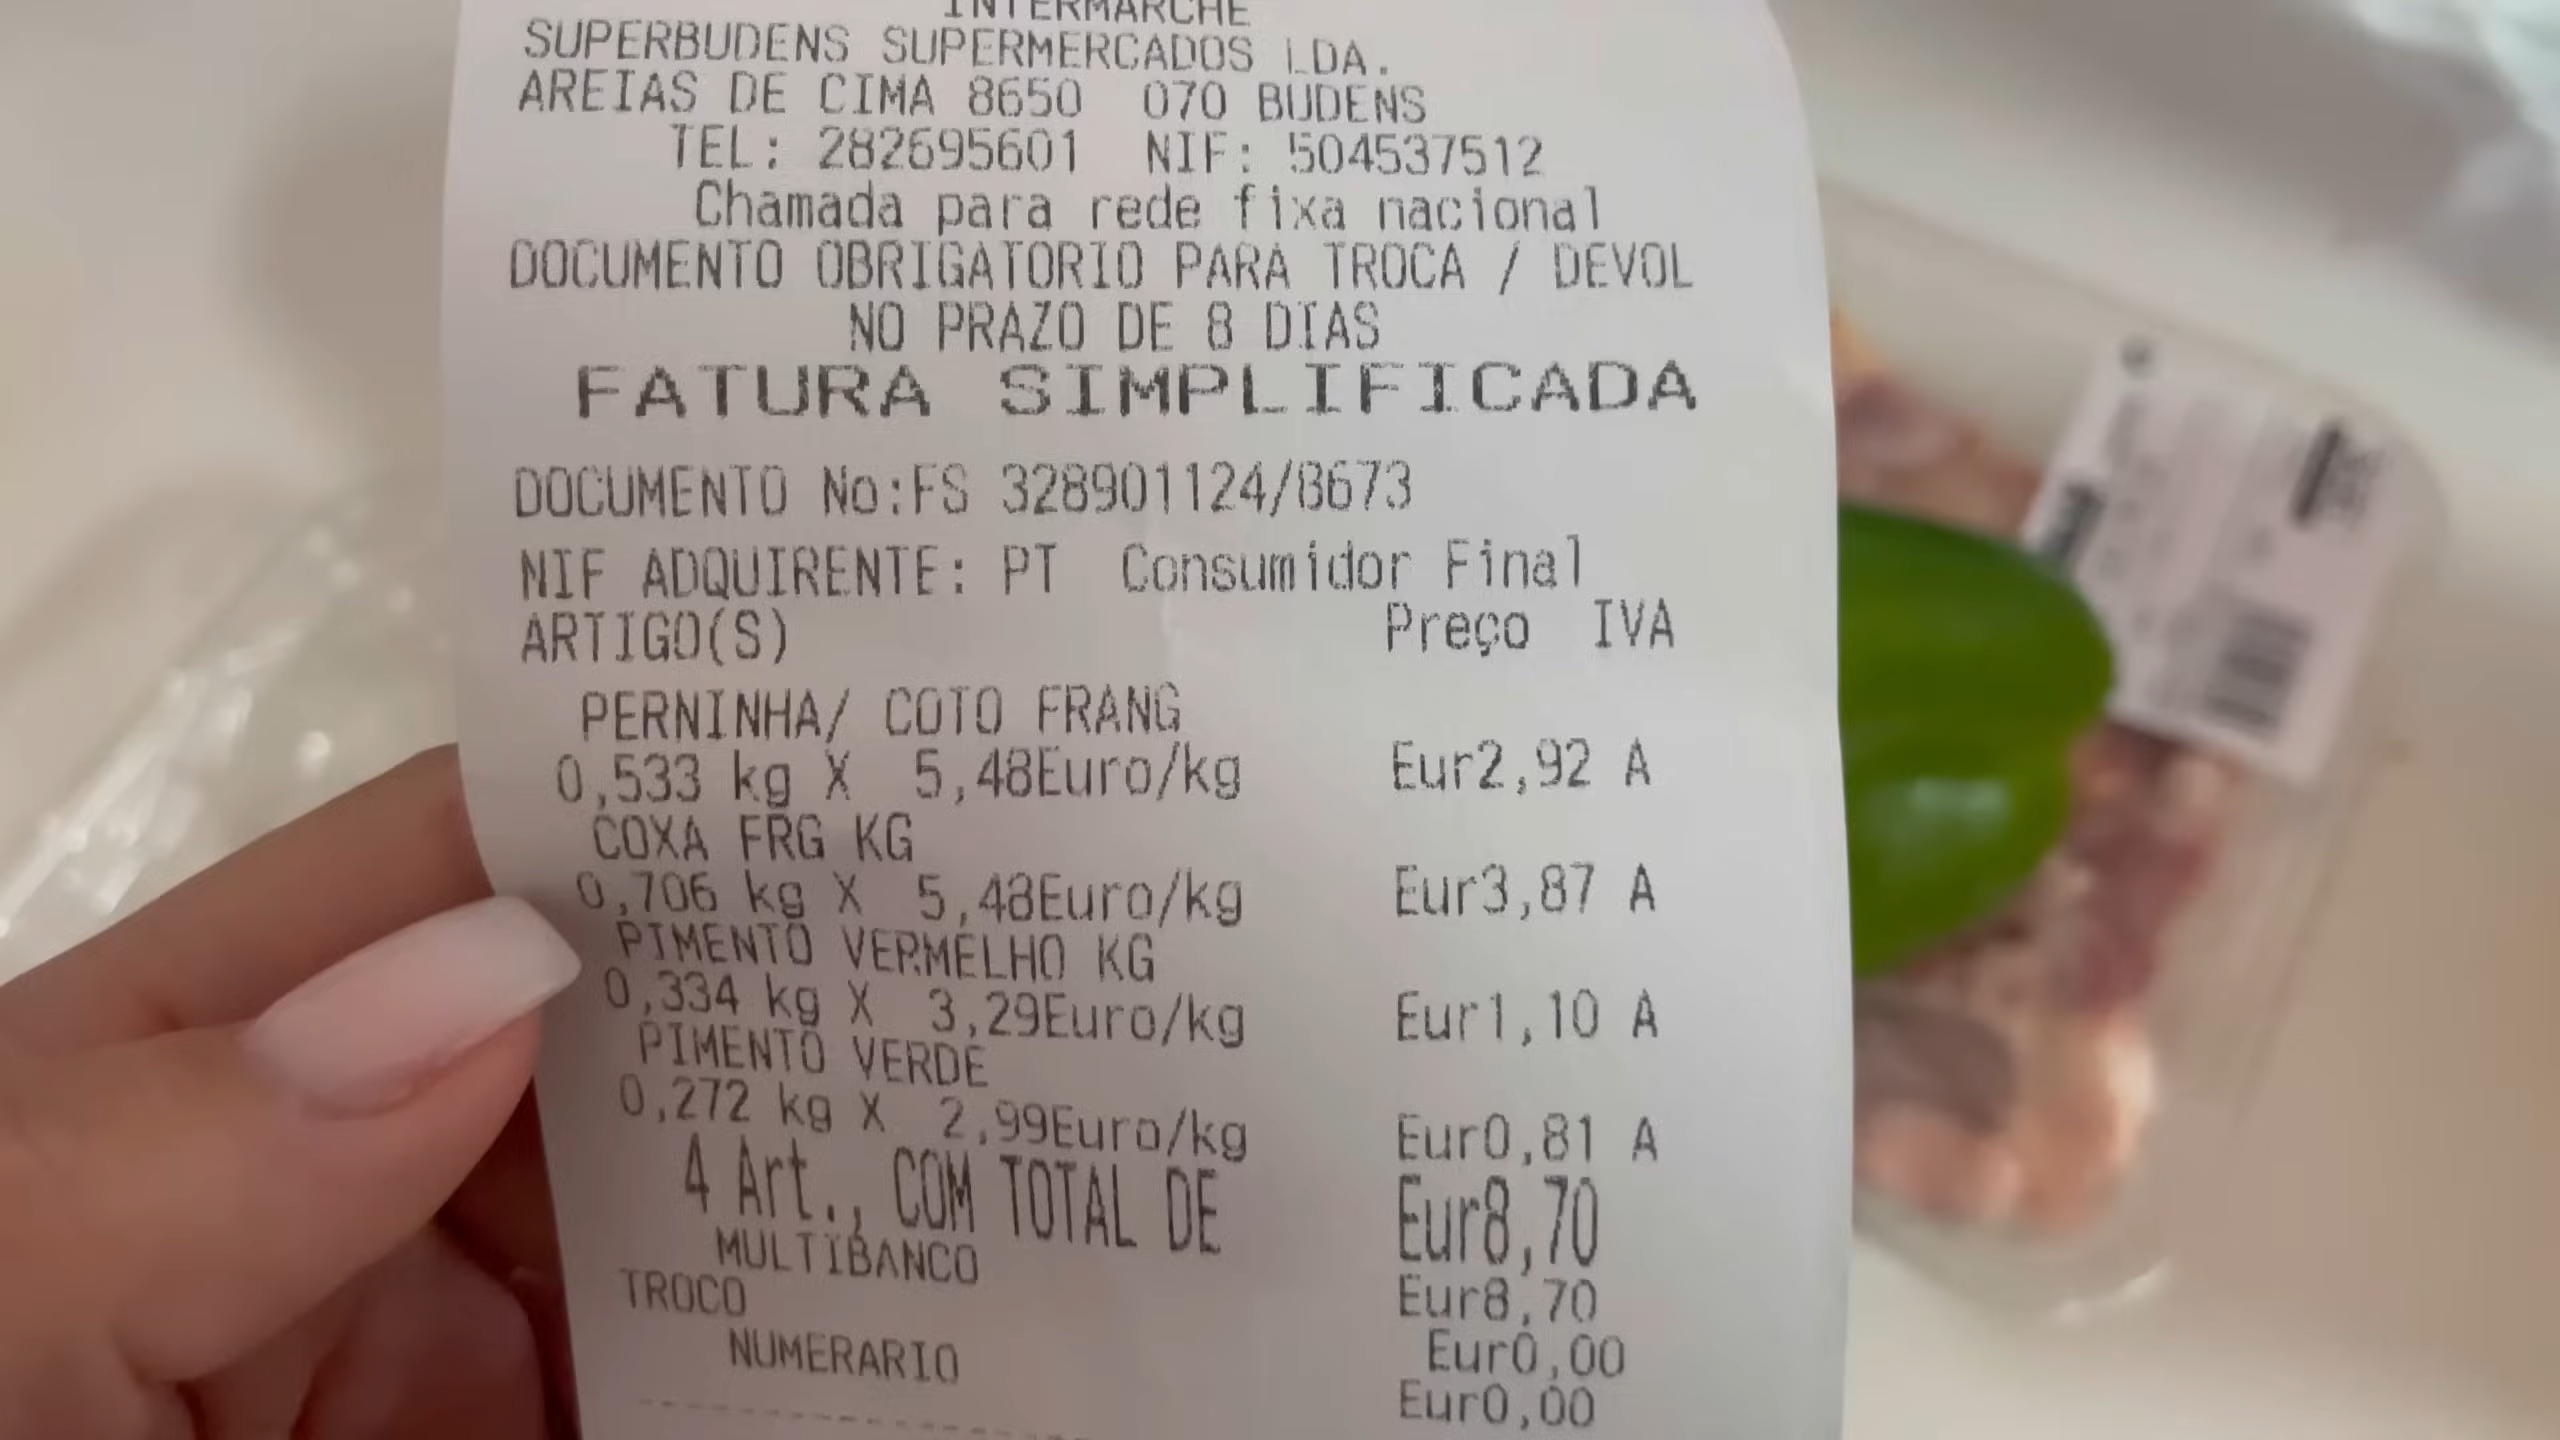 INTERMARCHE
SUPERBUDENS SUPERMERCADOS LDA.
AREIAS DE CIMA 8650 070 BUDENS
TEL: 282695601 NIF: 504537512
Chamada para rede fixa nacional
DOCUMENTO OBRIGATORIO PARA TROCA / DEVOL
NO PRAZO DE 8 DIAS
FATURA SIMPLIFICADA
DOCUMENTO No:FS 328901124/8673
NIF ADQUIRENTE: PT Consumidor Final
ARTIGO(S) Preço IVA
PERNINHA/ COTO FRANG
0,533 kg X 5,48Euro/kg Eur2,92 A
COXA FRG KG
0,706 kg X 5,48Euro/kg Eur3,87 A
PIMENTO VERMELHO KG
0,334 kg X 3,29Euro/kg Eur1,10 A
PIMENTO VERDE
0,272 kg X 2,99Euro/kg Eur0,81 A
4 Art., COM TOTAL DE Eur8,70
MULTIBANCO Eur8,70
TROCO Eur0,00
NUMERARIO Eur0,00